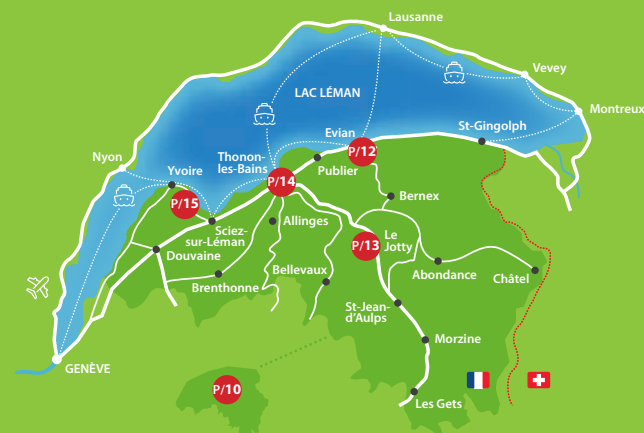 Lausanne
Vevey
LAC LÉMAN
Montreux
Evian
St-Gingolph
P/12
Nyon
Thonon-
les-Bains
Publier
Yvoire
P/14
Bernex
P/15
Sciez-
sur-Léman
Allinges
P/13
Le
Jotty
Douvaine
Bellevaux
Abondance
Châtel
Brenthonne
St-Jean-
d'Aulps
Morzine
GENÈVE
P/10
Les Gets